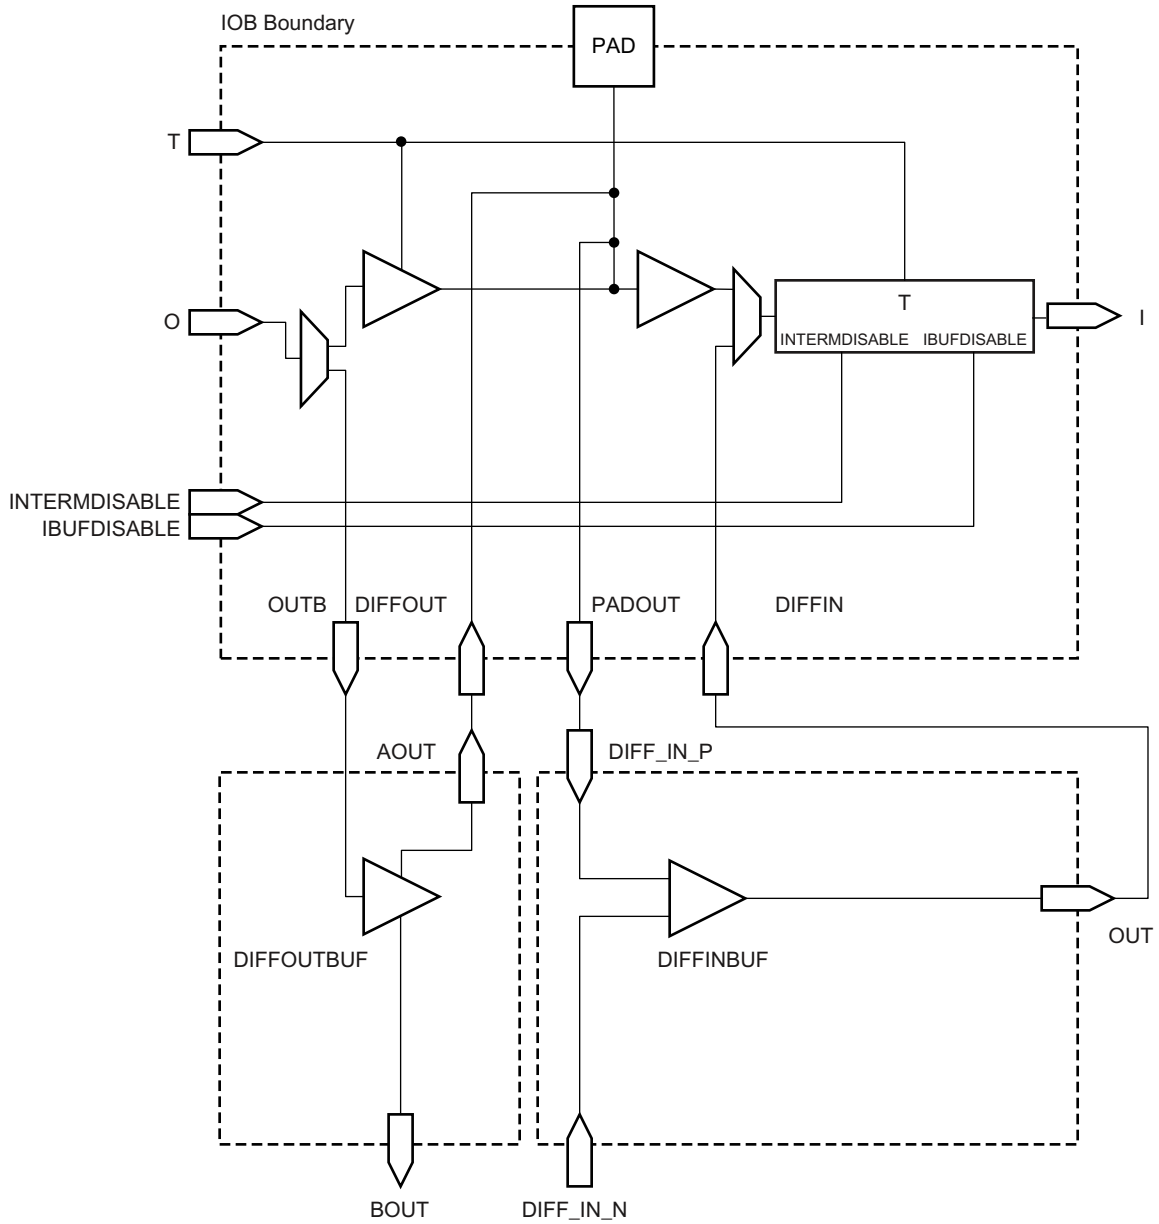 IOB Boundary
PAD
T
T
O
I
INTERMDISABLE IBUFDISABLE
INTERMDISABLE
IBUFDISABLE
OUTB DIFFOUT PADOUT DIFFIN
AOUT DIFF_IN_P
OUT
DIFFOUTBUF DIFFINBUF
BOUT DIFF_IN_N